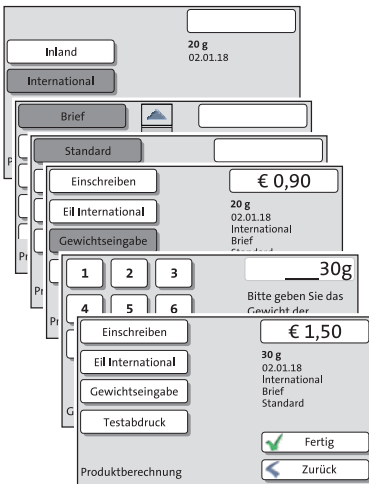 Inland
20 g
02.01.18
International
Brief
Standard
Einschreiben
€ 0,90
Eil International
20 g
02.01.18
International
Gewichtseingabe
Brief
Standard
1 2 3
___30g
4 5 6
Bitte geben Sie das
Gewicht der
Einschreiben
€ 1,50
Eil International
30 g
02.01.18
International
Gewichtseingabe
Brief
Standard
Testabdruck
Fertig
Produktberechnung
Zurück